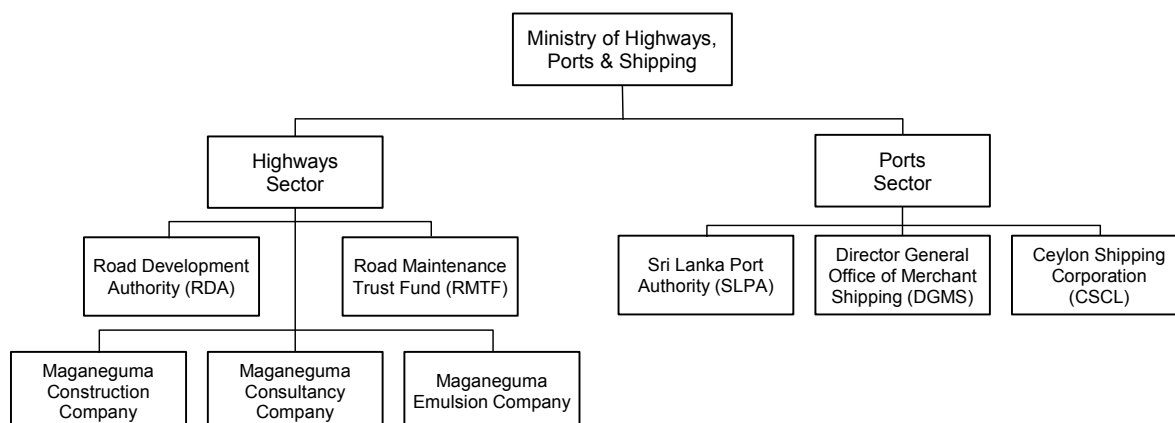 Ministry of Highways,
Ports & Shipping
Highways
Sector
Ports
Sector
Road Development
Authority (RDA)
Road Maintenance
Trust Fund (RMTF)
Sri Lanka Port
Authority (SLPA)
Director General
Office of Merchant
Shipping (DGMS)
Ceylon Shipping
Corporation
(CSCL)
Maganeguma
Construction
Company
Maganeguma
Consultancy
Company
Maganeguma
Emulsion Company